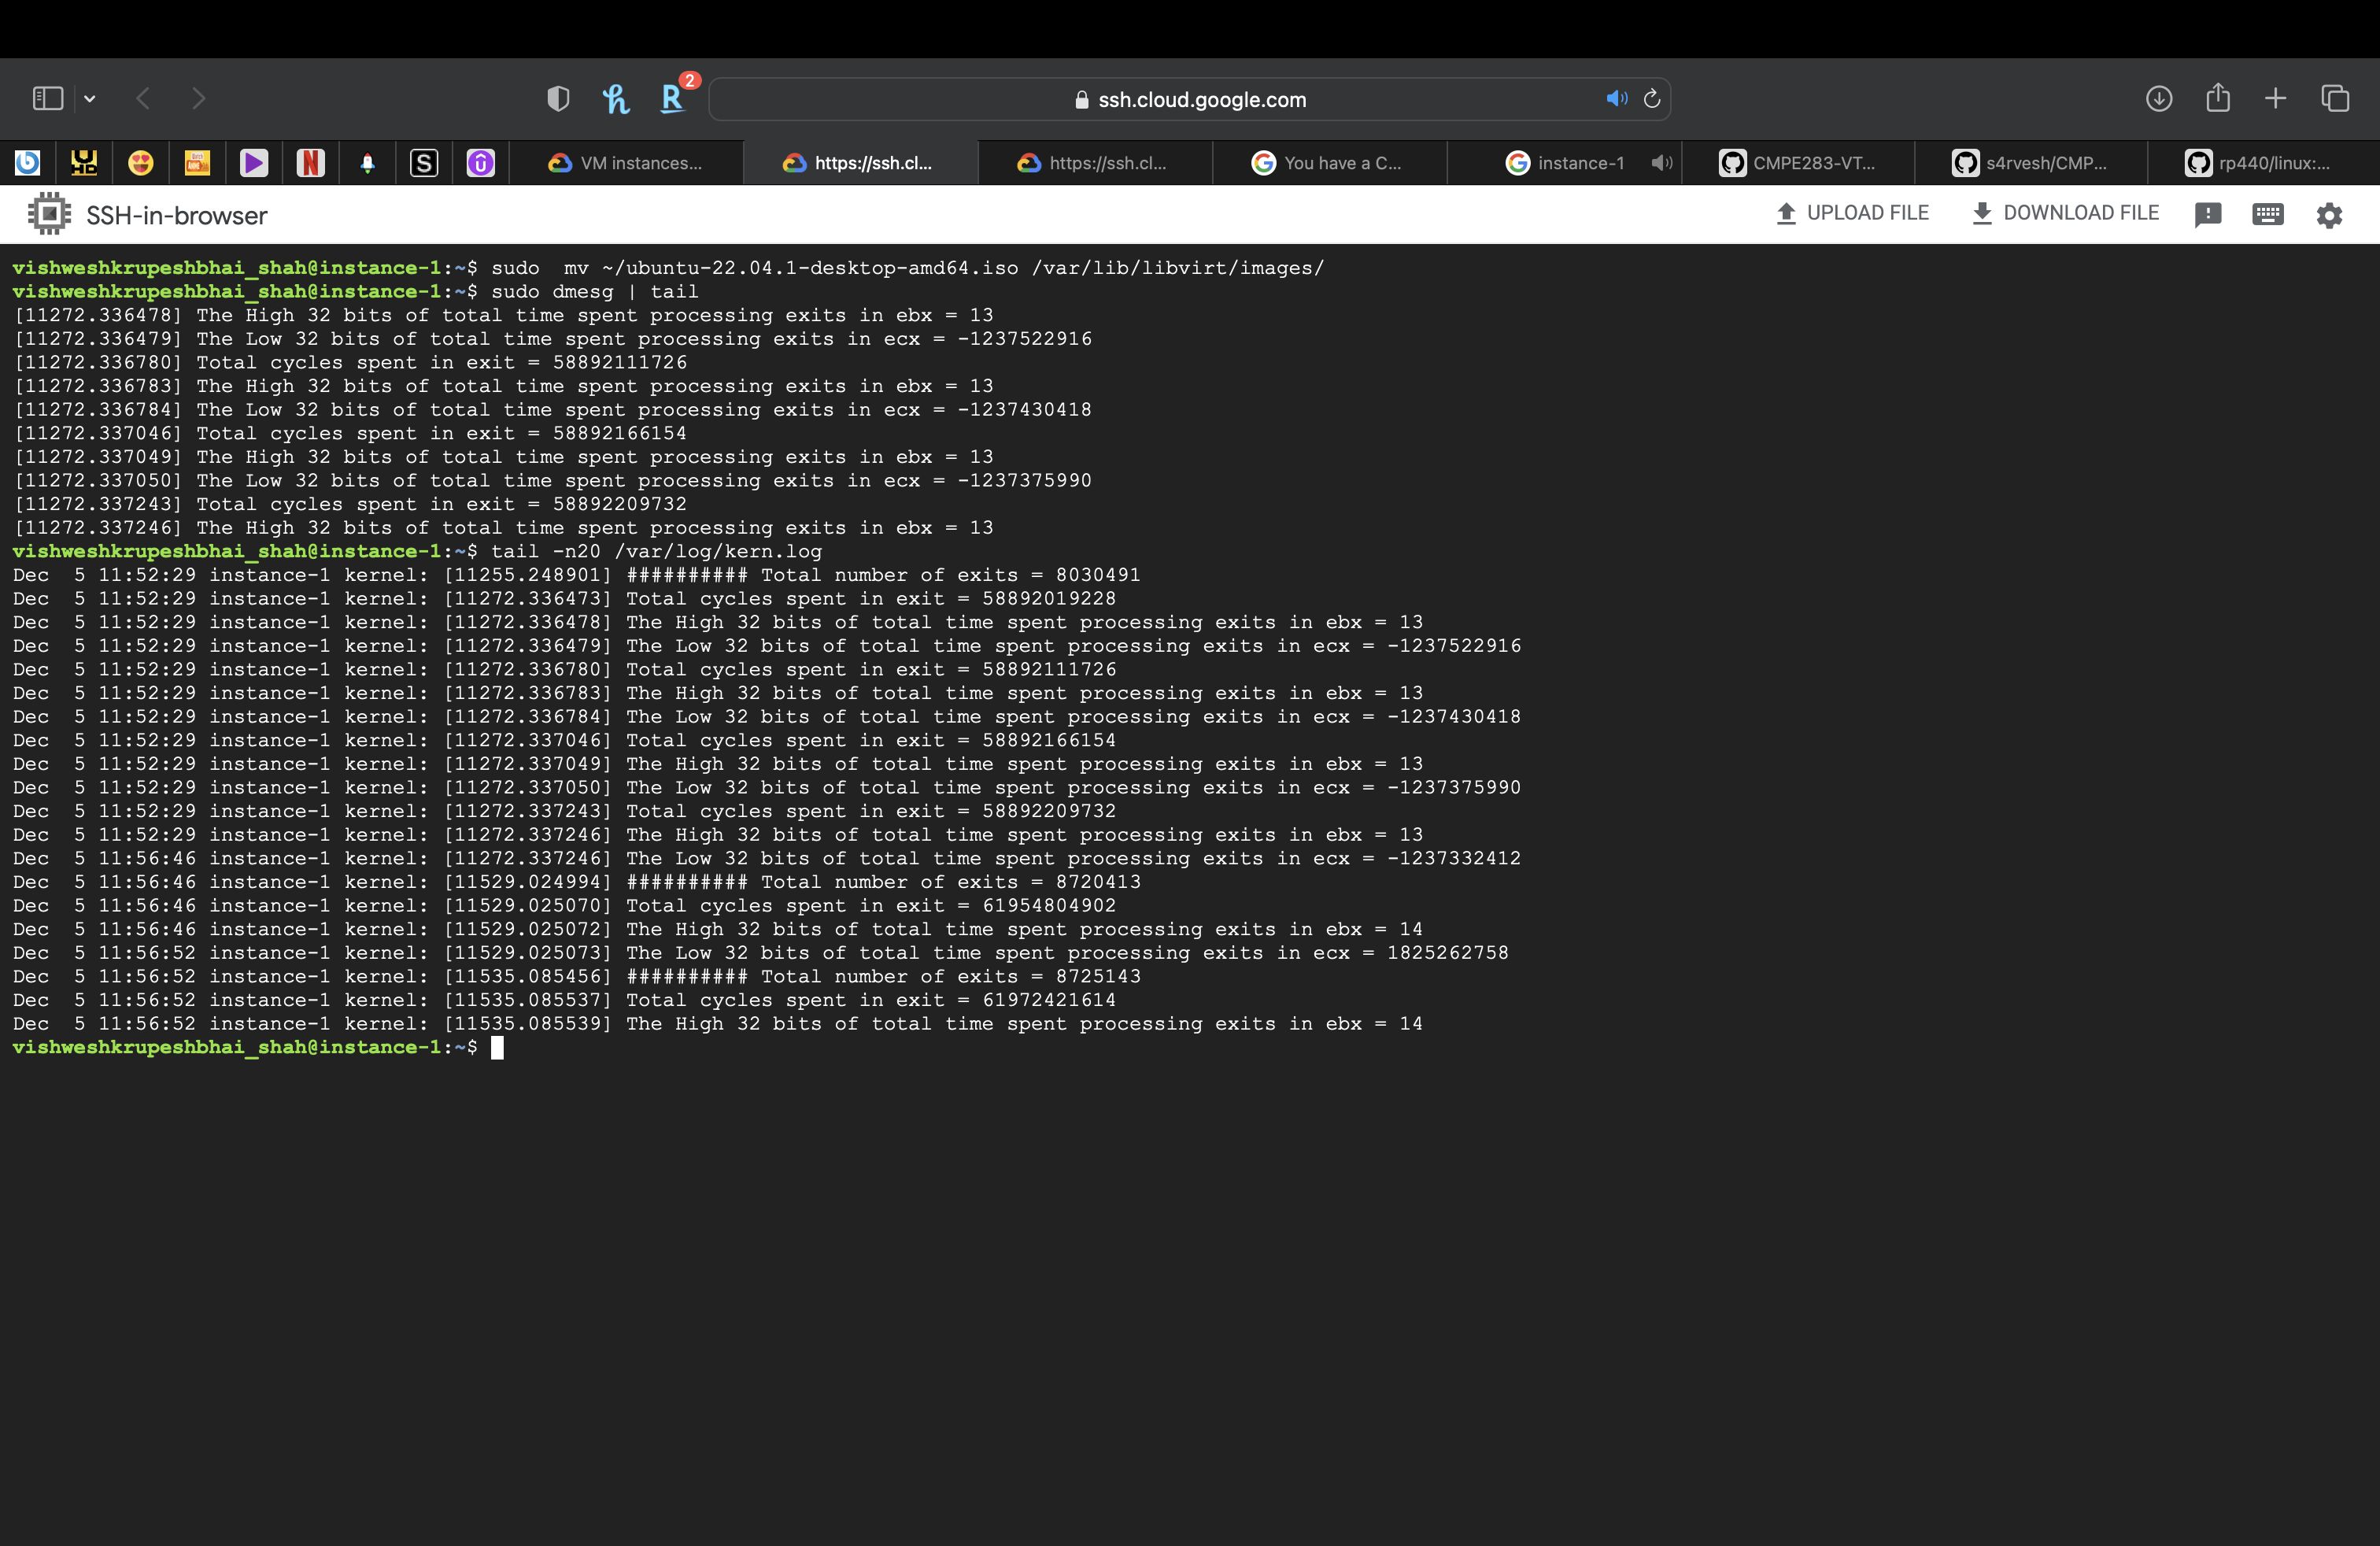 2
ssh.cloud.google.com
VM instances...
https://ssh.cl...
https://ssh.cl...
You have a C...
instance-1
CMPE283-VT...
s4rvesh/CMP...
rp440/linux:...
SSH-in-browser
UPLOAD FILE
DOWNLOAD FILE
vishweshkrupeshbhai_shah@instance-1:~$ sudo  mv ~/ubuntu-22.04.1-desktop-amd64.iso /var/lib/libvirt/images/
vishweshkrupeshbhai_shah@instance-1:~$ sudo dmesg | tail
[11272.336478] The High 32 bits of total time spent processing exits in ebx = 13
[11272.336479] The Low 32 bits of total time spent processing exits in ecx = -1237522916
[11272.336780] Total cycles spent in exit = 58892111726
[11272.336783] The High 32 bits of total time spent processing exits in ebx = 13
[11272.336784] The Low 32 bits of total time spent processing exits in ecx = -1237430418
[11272.337046] Total cycles spent in exit = 58892166154
[11272.337049] The High 32 bits of total time spent processing exits in ebx = 13
[11272.337050] The Low 32 bits of total time spent processing exits in ecx = -1237375990
[11272.337243] Total cycles spent in exit = 58892209732
[11272.337246] The High 32 bits of total time spent processing exits in ebx = 13
vishweshkrupeshbhai_shah@instance-1:~$ tail -n20 /var/log/kern.log
Dec  5 11:52:29 instance-1 kernel: [11255.248901] ########## Total number of exits = 8030491
Dec  5 11:52:29 instance-1 kernel: [11272.336473] Total cycles spent in exit = 58892019228
Dec  5 11:52:29 instance-1 kernel: [11272.336478] The High 32 bits of total time spent processing exits in ebx = 13
Dec  5 11:52:29 instance-1 kernel: [11272.336479] The Low 32 bits of total time spent processing exits in ecx = -1237522916
Dec  5 11:52:29 instance-1 kernel: [11272.336780] Total cycles spent in exit = 58892111726
Dec  5 11:52:29 instance-1 kernel: [11272.336783] The High 32 bits of total time spent processing exits in ebx = 13
Dec  5 11:52:29 instance-1 kernel: [11272.336784] The Low 32 bits of total time spent processing exits in ecx = -1237430418
Dec  5 11:52:29 instance-1 kernel: [11272.337046] Total cycles spent in exit = 58892166154
Dec  5 11:52:29 instance-1 kernel: [11272.337049] The High 32 bits of total time spent processing exits in ebx = 13
Dec  5 11:52:29 instance-1 kernel: [11272.337050] The Low 32 bits of total time spent processing exits in ecx = -1237375990
Dec  5 11:52:29 instance-1 kernel: [11272.337243] Total cycles spent in exit = 58892209732
Dec  5 11:52:29 instance-1 kernel: [11272.337246] The High 32 bits of total time spent processing exits in ebx = 13
Dec  5 11:56:46 instance-1 kernel: [11272.337246] The Low 32 bits of total time spent processing exits in ecx = -1237332412
Dec  5 11:56:46 instance-1 kernel: [11529.024994] ########## Total number of exits = 8720413
Dec  5 11:56:46 instance-1 kernel: [11529.025070] Total cycles spent in exit = 61954804902
Dec  5 11:56:46 instance-1 kernel: [11529.025072] The High 32 bits of total time spent processing exits in ebx = 14
Dec  5 11:56:52 instance-1 kernel: [11529.025073] The Low 32 bits of total time spent processing exits in ecx = 1825262758
Dec  5 11:56:52 instance-1 kernel: [11535.085456] ########## Total number of exits = 8725143
Dec  5 11:56:52 instance-1 kernel: [11535.085537] Total cycles spent in exit = 61972421614
Dec  5 11:56:52 instance-1 kernel: [11535.085539] The High 32 bits of total time spent processing exits in ebx = 14
vishweshkrupeshbhai_shah@instance-1:~$